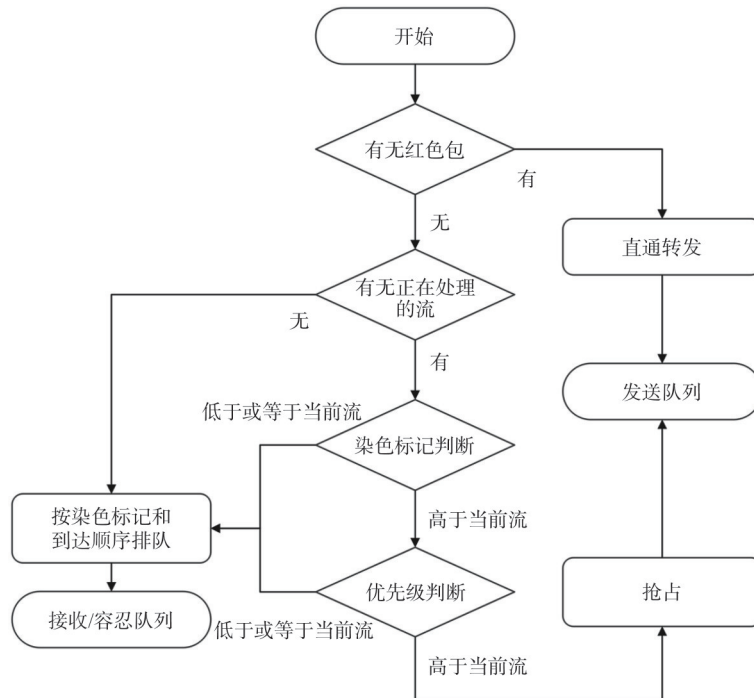 开始
有无红色包
有
无
直通转发
有无正在处理
的流
无
有
发送队列
低于或等于当前流
染色标记判断
按染色标记和
到达顺序排队
高于当前流
优先级判断
抢占
接收/容忍队列
低于或等于当前流
高于当前流